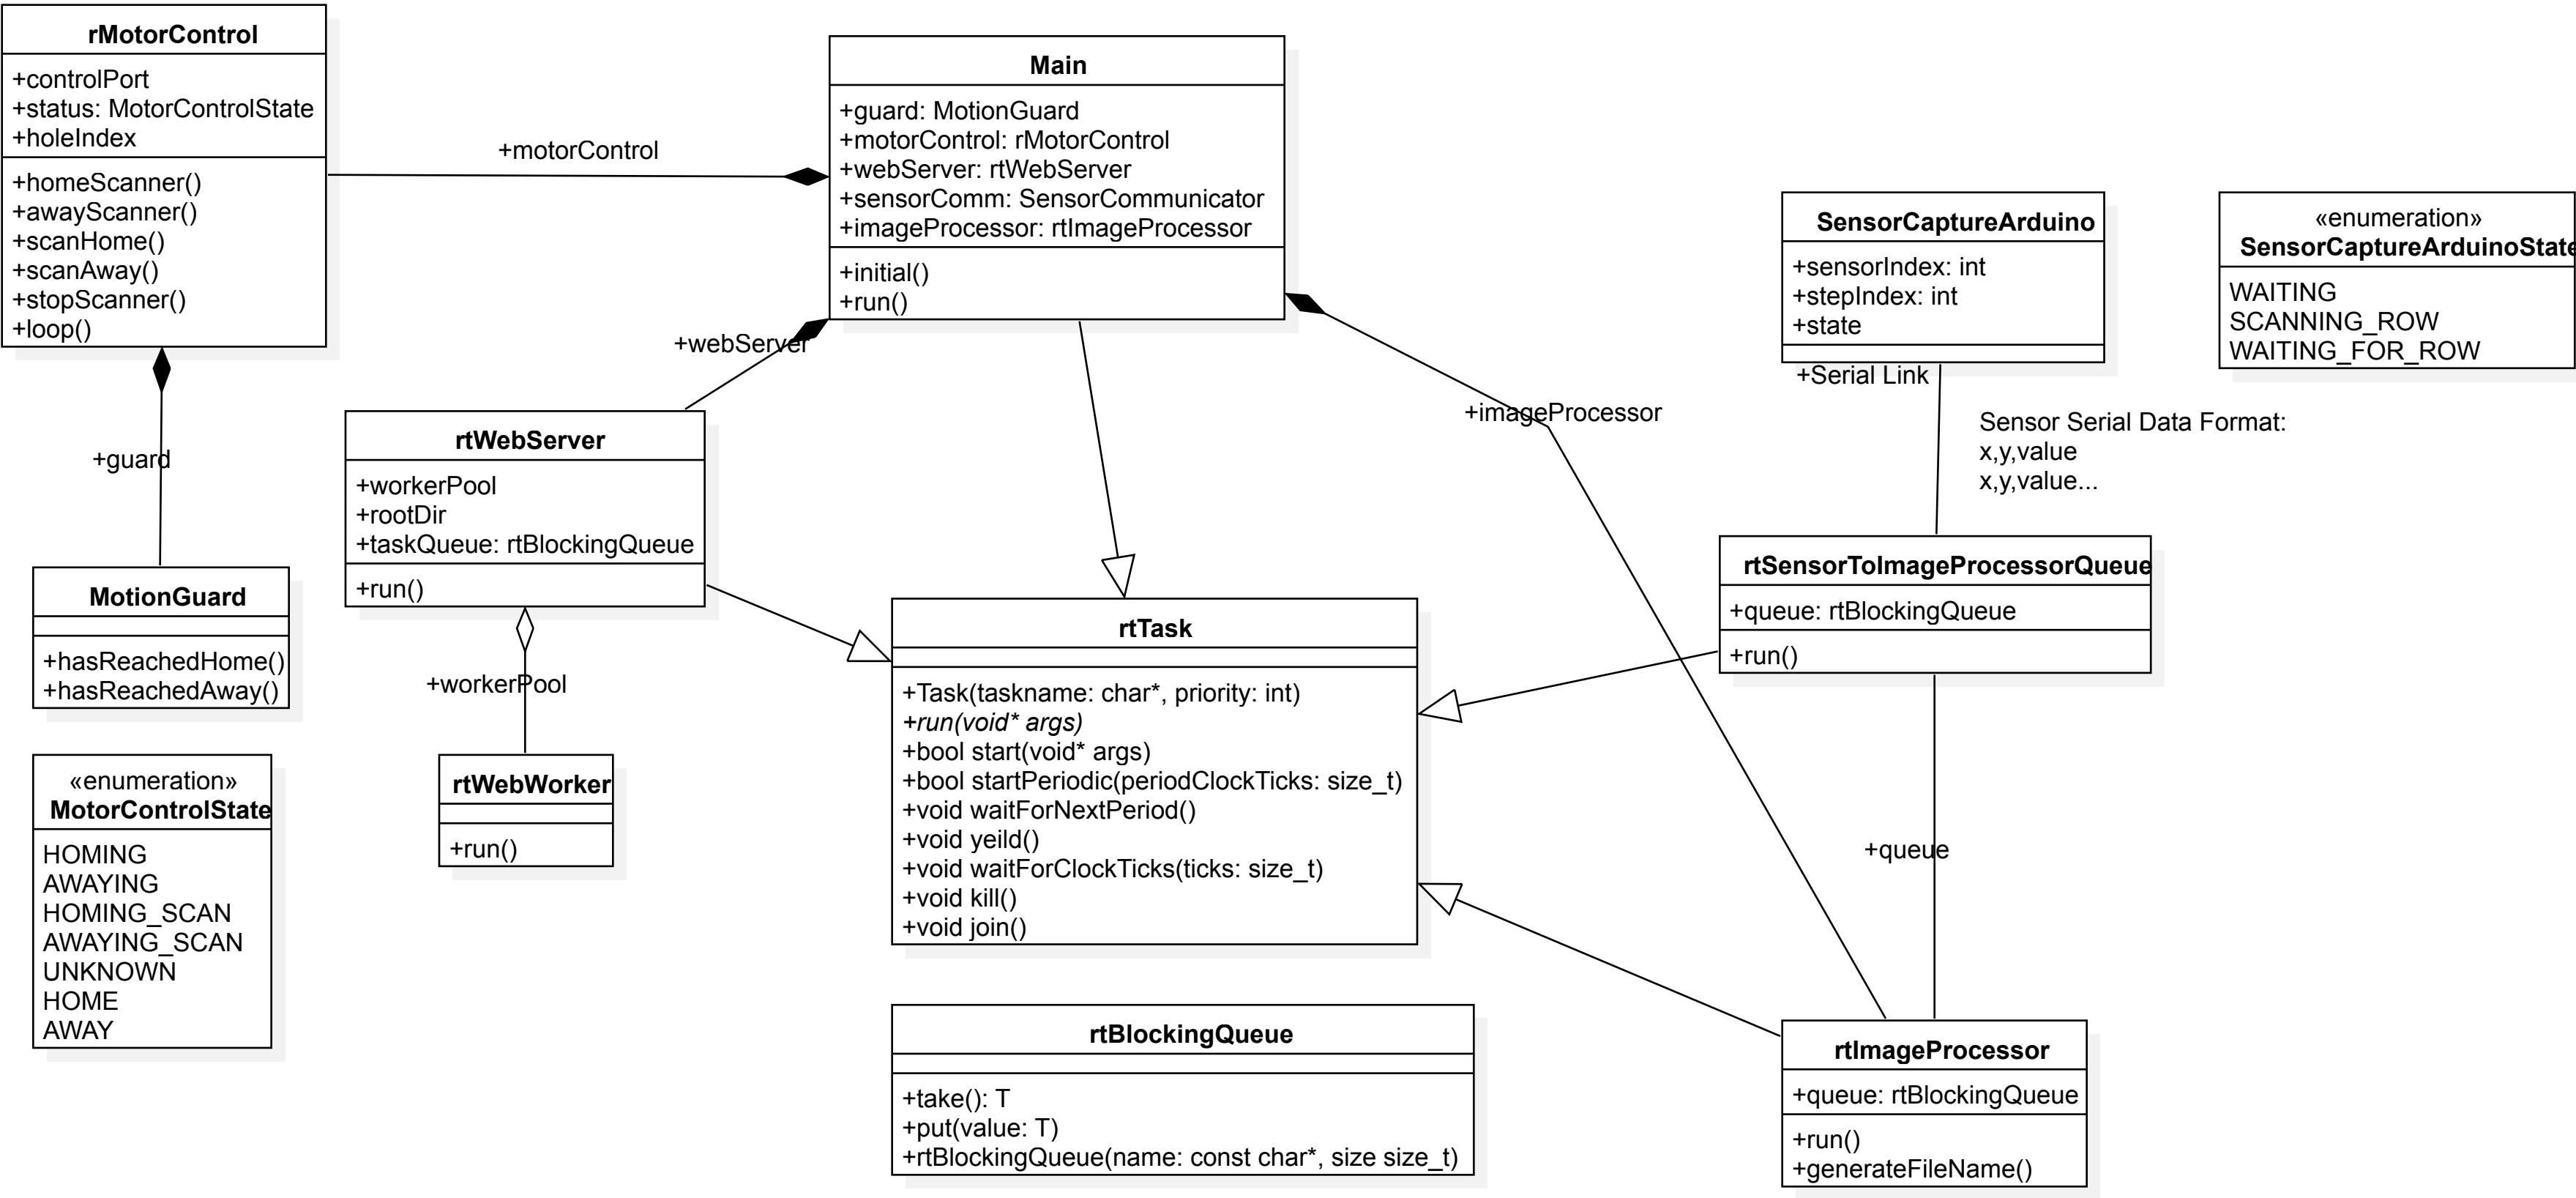 rMotorControl
+controlPort
+status: MotorControlState
+holeIndex
+homeScanner()
+awayScanner()
+scanHome()
+scanAway()
+stopScanner()
+loop()
+motorControl
Main
+guard: MotionGuard
+motorControl: rMotorControl
+webServer: rtWebServer
+sensorComm: SensorCommunicator
+imageProcessor: rtImageProcessor
+initial()
+run()
SensorCaptureArduino
+sensorIndex: int
+stepIndex: int
+state
«enumeration»
SensorCaptureArduinoState
WAITING
SCANNING_ROW
WAITING_FOR_ROW
+webServer
+imageProcessor
+Serial Link
Sensor Serial Data Format:
x,y,value
x,y,value...
+guard
rtWebServer
+workerPool
+rootDir
+taskQueue: rtBlockingQueue
+run()
MotionGuard
+hasReachedHome()
+hasReachedAway()
+workerPool
rtTask
+Task(taskname: char*, priority: int)
+run(void* args)
+bool start(void* args)
+bool startPeriodic(periodClockTicks: size_t)
+void waitForNextPeriod()
+void yeild()
+void waitForClockTicks(ticks: size_t)
+void kill()
+void join()
rtSensorToImageProcessorQueue
+queue: rtBlockingQueue
+run()
«enumeration»
MotorControlState
HOMING
AWAYING
HOMING_SCAN
AWAYING_SCAN
UNKNOWN
HOME
AWAY
rtWebWorker
+run()
+queue
rtBlockingQueue
+take(): T
+put(value: T)
+rtBlockingQueue(name: const char*, size size_t)
rtImageProcessor
+queue: rtBlockingQueue
+run()
+generateFileName()